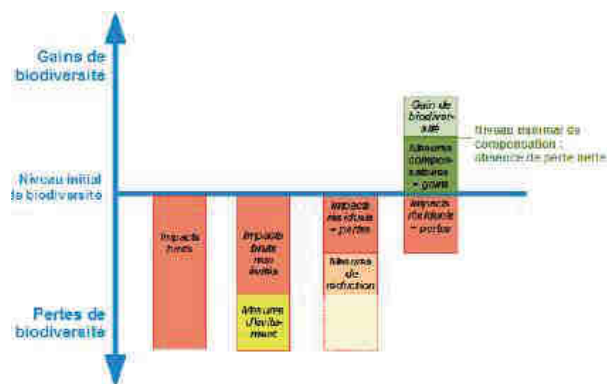 Gains de
biodiversité
Niveau initial
de biodiversité
Pertes de
biodiversité
Impacts
bruts
Impacts
bruts
non
évités
Mesures
d'évite-
ment
Impacts
résiduels
= pertes
Mesures
de
réduction
Gain de
biodiver-
sité
Mesures
compen-
satoires
= gains
Impacts
résiduels
= pertes
Niveau minimal de
compensation :
absence de perte nette